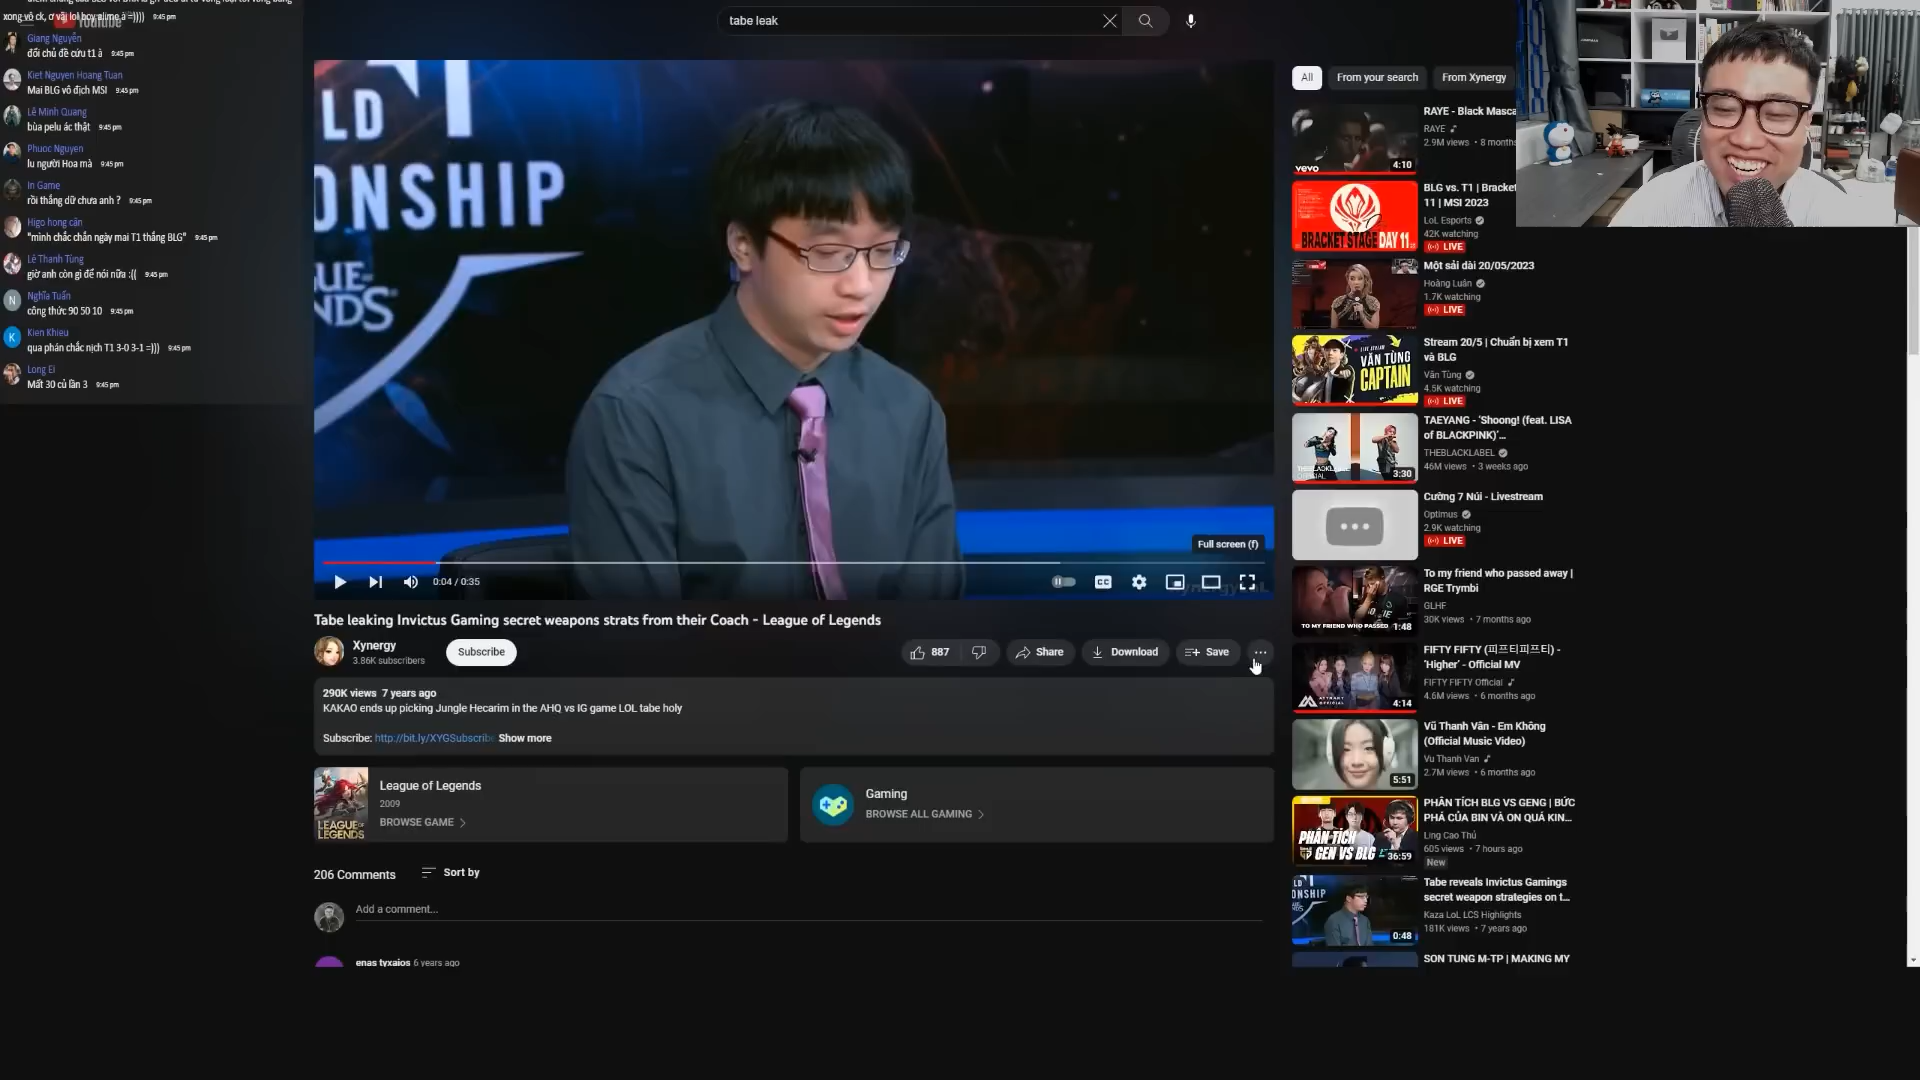 xong vô ck, ơ vãi lol boy alime à =)))) 9:45 pm
Giang Nguyễn
đổi chủ đề cứu t1 à 9:45 pm
Kiet Nguyen Hoang Tuan
Mai BLG vô địch MSI 9:45 pm
Lê Minh Quang
bùa pelu ác thật 9:45 pm
Phuoc Nguyen
lu người Hoa mà 9:45 pm
In Game
rồi thắng dữ chưa anh ? 9:45 pm
Higo hong cận
"mình chắc chắn ngày mai T1 thắng BLG" 9:45 pm
Lê Thanh Tùng
giờ anh còn gì để nói nữa :(( 9:45 pm
N
Nghĩa Tuấn
công thức 90 50 10 9:45 pm
K
Kien Khieu
qua phán chắc nịch T1 3-0 3-1 =))) 9:45 pm
Long Ei
Mất 30 củ lần 3 9:45 pm
YouTube
tabe leak
LD
ONSHIP
UE
NDS
Full screen (f)
0:04 / 0:35
CC
Tabe leaking Invictus Gaming secret weapons strats from their Coach - League of Legends
Xynergy
3.86K subscribers
Subscribe
887
Share
Download
Save
290K views 7 years ago
KAKAO ends up picking Jungle Hecarim in the AHQ vs IG game LOL tabe holy
Subscribe: http://bit.ly/XYGSubscribe Show more
League of Legends
2009
BROWSE GAME
LEAGUE OF
LEGENDS
Gaming
BROWSE ALL GAMING
206 Comments
Sort by
Add a comment...
enas tyxaios 6 years ago
All
From your search
From Xynergy
RAYE - Black Masca
RAYE
2.9M views • 8 months
vevo
4:10
BLG vs. T1 | Bracket
11 | MSI 2023
LoL Esports
42K watching
LIVE
BRACKET STAGE DAY 11
Một sải dài 20/05/2023
Hoàng Luân
1.7K watching
LIVE
Stream 20/5 | Chuẩn bị xem T1
và BLG
Văn Tùng
4.5K watching
LIVE
VĂN TÙNG
CAPTAIN
TAEYANG - 'Shoong! (feat. LISA
of BLACKPINK)'...
THEBLACKLABEL
46M views • 3 weeks ago
3:30
Cường 7 Núi - Livestream
Optimus
2.9K watching
LIVE
To my friend who passed away |
RGE Trymbi
GLHF
30K views • 7 months ago
TO MY FRIEND WHO PASSED
1:48
FIFTY FIFTY (피프티피프티) -
'Higher' - Official MV
FIFTY FIFTY Official
4.6M views • 6 months ago
4:14
Vũ Thanh Vân - Em Không
(Official Music Video)
Vu Thanh Van
2.7M views • 6 months ago
5:51
PHÂN TÍCH BLG VS GENG | BỨC
PHÁ CỦA BIN VÀ ON QUÁ KIN...
Ling Cao Thủ
605 views • 7 hours ago
New
PHÂN TÍCH
GEN VS BLG
36:59
Tabe reveals Invictus Gamings
secret weapon strategies on t...
Kaza LoL LCS Highlights
181K views • 7 years ago
LD
ONSHIP
0:48
SON TUNG M-TP | MAKING MY